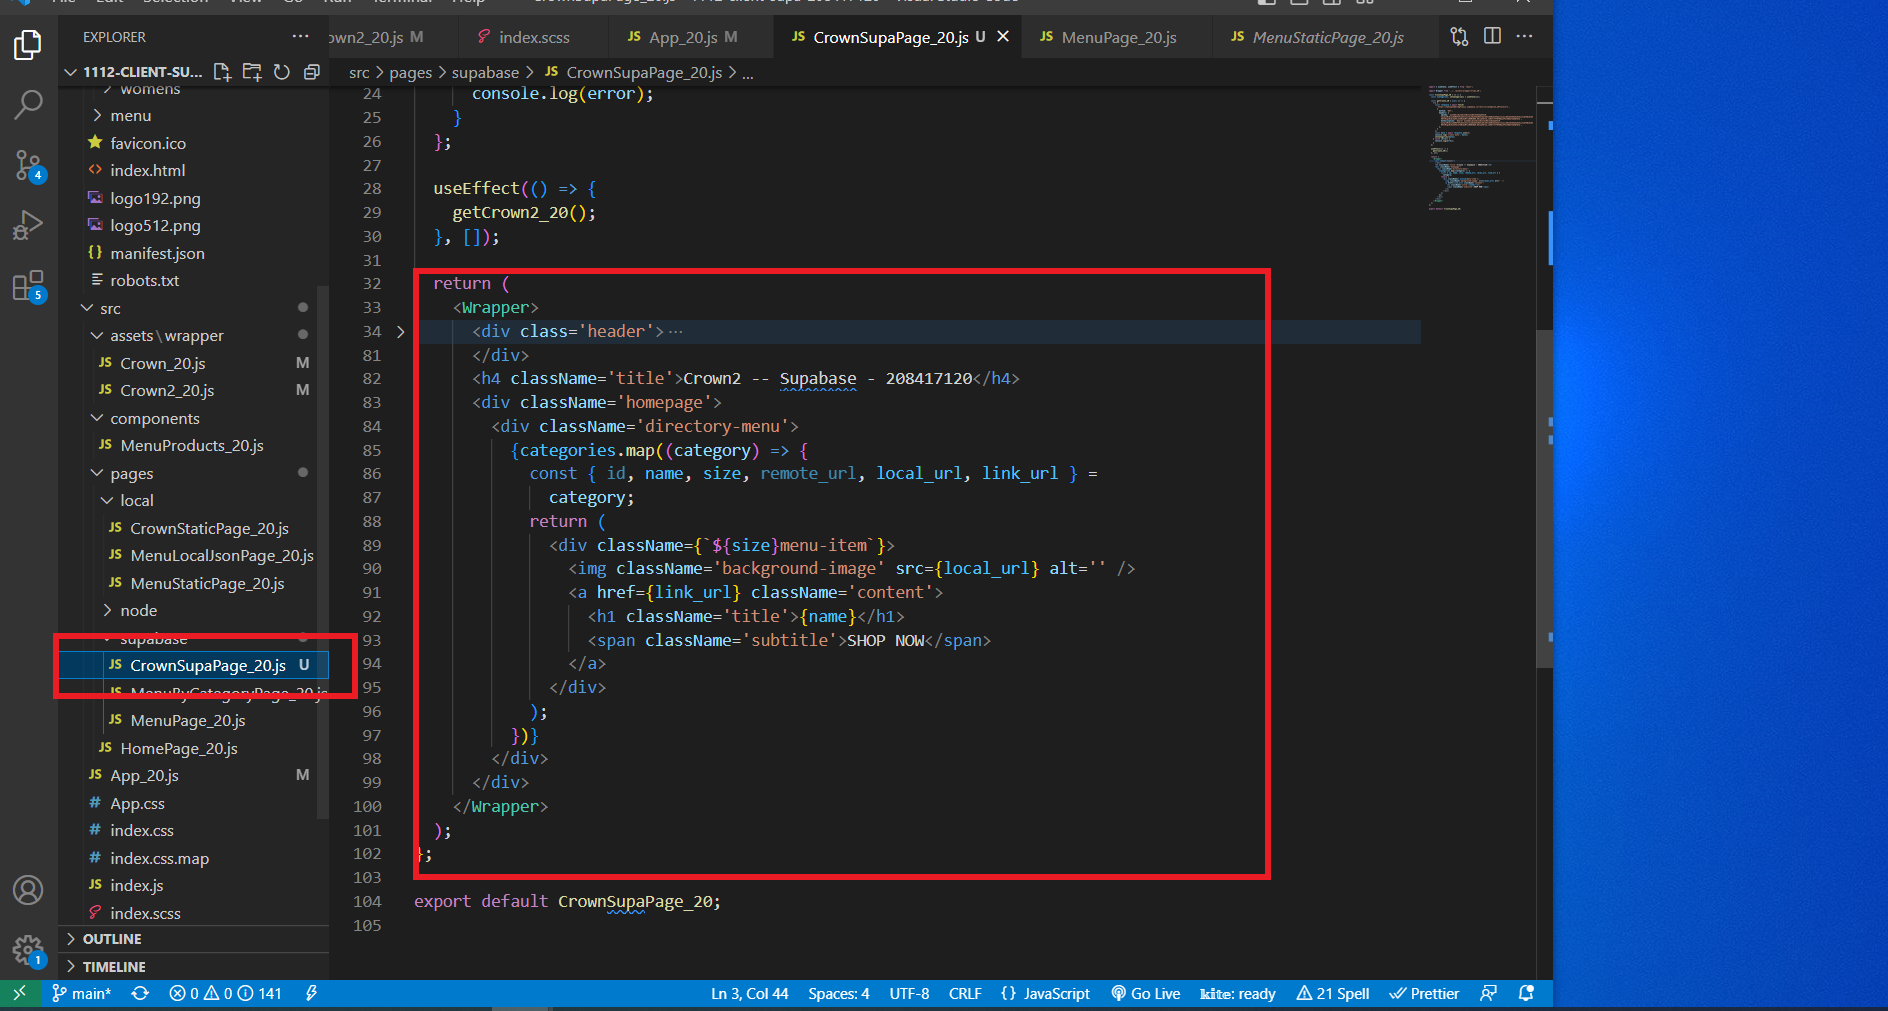 EXPLORER
1112-CLIENT-SU...
womens
menu
favicon.ico
index.html
logo192.png
logo512.png
manifest.json
robots.txt
src
assets\wrapper
Crown_20.js M
Crown2_20.js M
components
MenuProducts_20.js
pages
local
CrownStaticPage_20.js
MenuLocalJsonPage_20.js
MenuStaticPage_20.js
node
supabase
CrownSupaPage_20.js U
MenuByCategoryPage_20.js
MenuPage_20.js
HomePage_20.js
App_20.js M
App.css
index.css
index.css.map
index.js
index.scss
OUTLINE
TIMELINE
own2_20.js M index.scss App_20.js M CrownSupaPage_20.js U MenuPage_20.js MenuStaticPage_20.js
src > pages > supabase > JS CrownSupaPage_20.js > ...
24 console.log(error);
25 }
26 };
27
28 useEffect(() => {
29 getCrown2_20();
30 }, []);
31
32 return (
33 <Wrapper>
34 <div class='header'>···
81 </div>
82 <h4 className='title'>Crown2 -- Supabase - 208417120</h4>
83 <div className='homepage'>
84 <div className='directory-menu'>
85 {categories.map((category) => {
86 const { id, name, size, remote_url, local_url, link_url } =
87 category;
88 return (
89 <div className={`${size}menu-item`}>
90 <img className='background-image' src={local_url} alt='' />
91 <a href={link_url} className='content'>
92 <h1 className='title'>{name}</h1>
93 <span className='subtitle'>SHOP NOW</span>
94 </a>
95 </div>
96 );
97 })}
98 </div>
99 </div>
100 </Wrapper>
101 );
102 };
103
104 export default CrownSupaPage_20;
105
main* 0 0 141 Ln 3, Col 44 Spaces: 4 UTF-8 CRLF {} JavaScript Go Live kite: ready 21 Spell Prettier